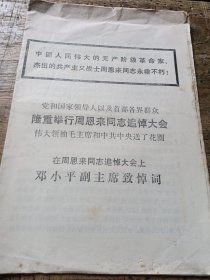 中国人民伟大的无产阶级革命家、
杰出的共产主义战士周恩来同志永垂不朽!
党和国家领导人以及首都各界群众
隆重举行周恩来同志追悼大会
伟大领袖毛主席和中共中央送了花圈
在周恩来同志追悼大会上
邓小平副主席致悼词